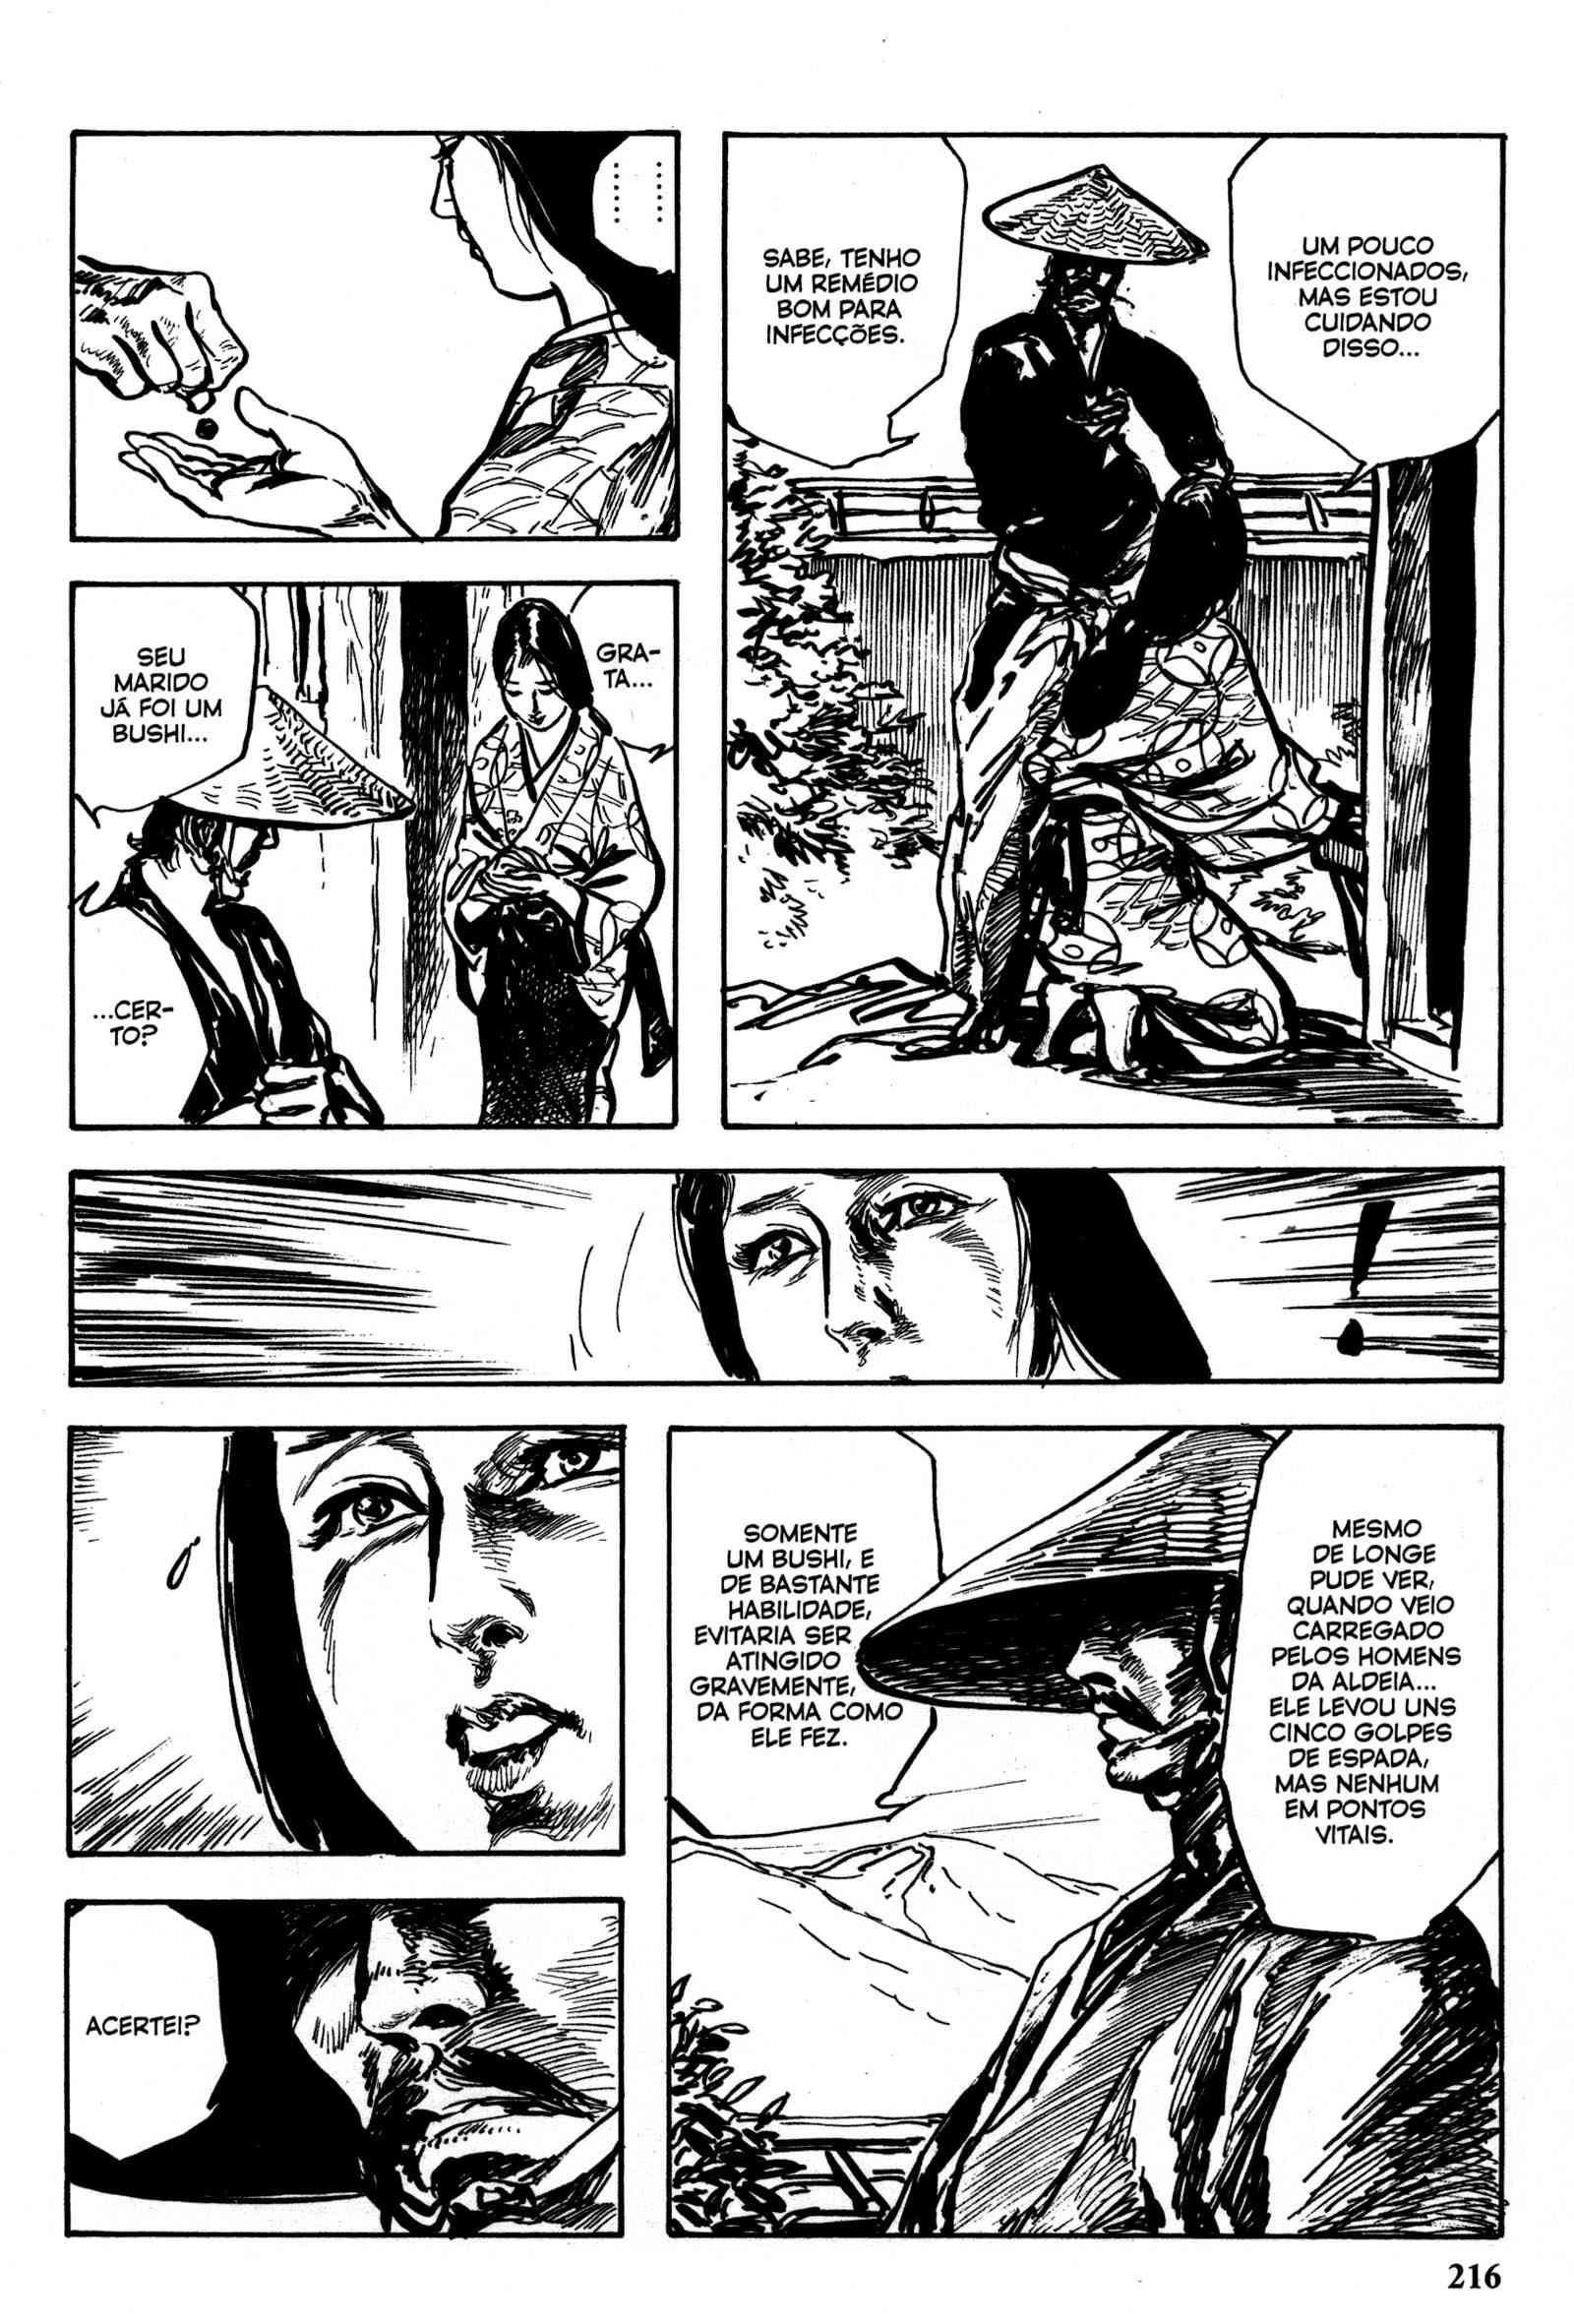 UM POUCO
INFECCIONADOS,
MAS ESTOU
CUIDANDO
DISSO...
SABE, TENHO
UM REMÉDIO
BOM PARA
INFECÇÕES.
........
........
GRA-
TA...
SEU
MARIDO
JÁ FOI UM
BUSHI...
...CER-
TO?
!
MESMO
DE LONGE
PUDE VER,
QUANDO VEIO
CARREGADO
PELOS HOMENS
DA ALDEIA...
ELE LEVOU UNS
CINCO GOLPES
DE ESPADA,
MAS NENHUM
EM PONTOS
VITAIS.
SOMENTE
UM BUSHI, E
DE BASTANTE
HABILIDADE,
EVITARIA SER
ATINGIDO
GRAVEMENTE,
DA FORMA COMO
ELE FEZ.
ACERTEI?
216